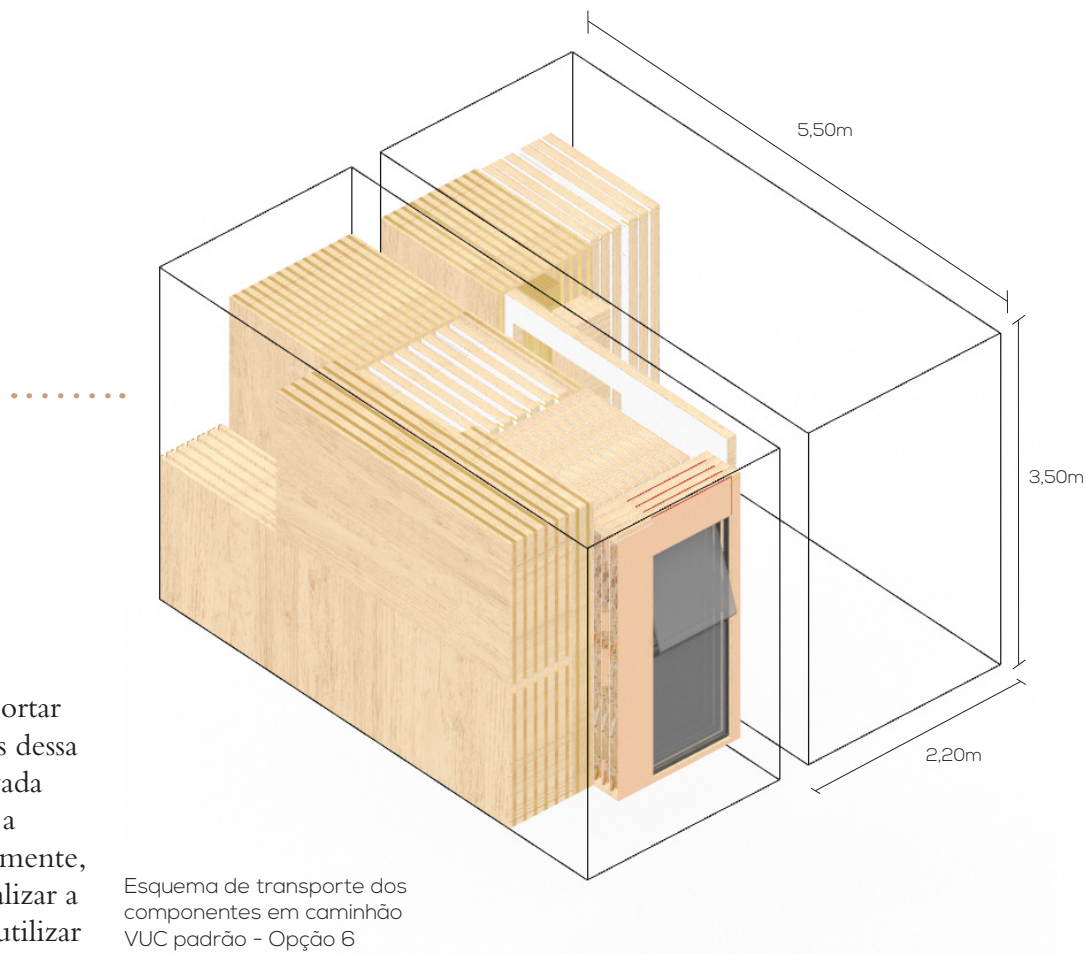 5,50m
3,50m
2,20m
ortar
s dessa
ada
a
mente,
alizar a
utilizar
Esquema de transporte dos
componentes em caminhão
VUC padrão - Opção 6